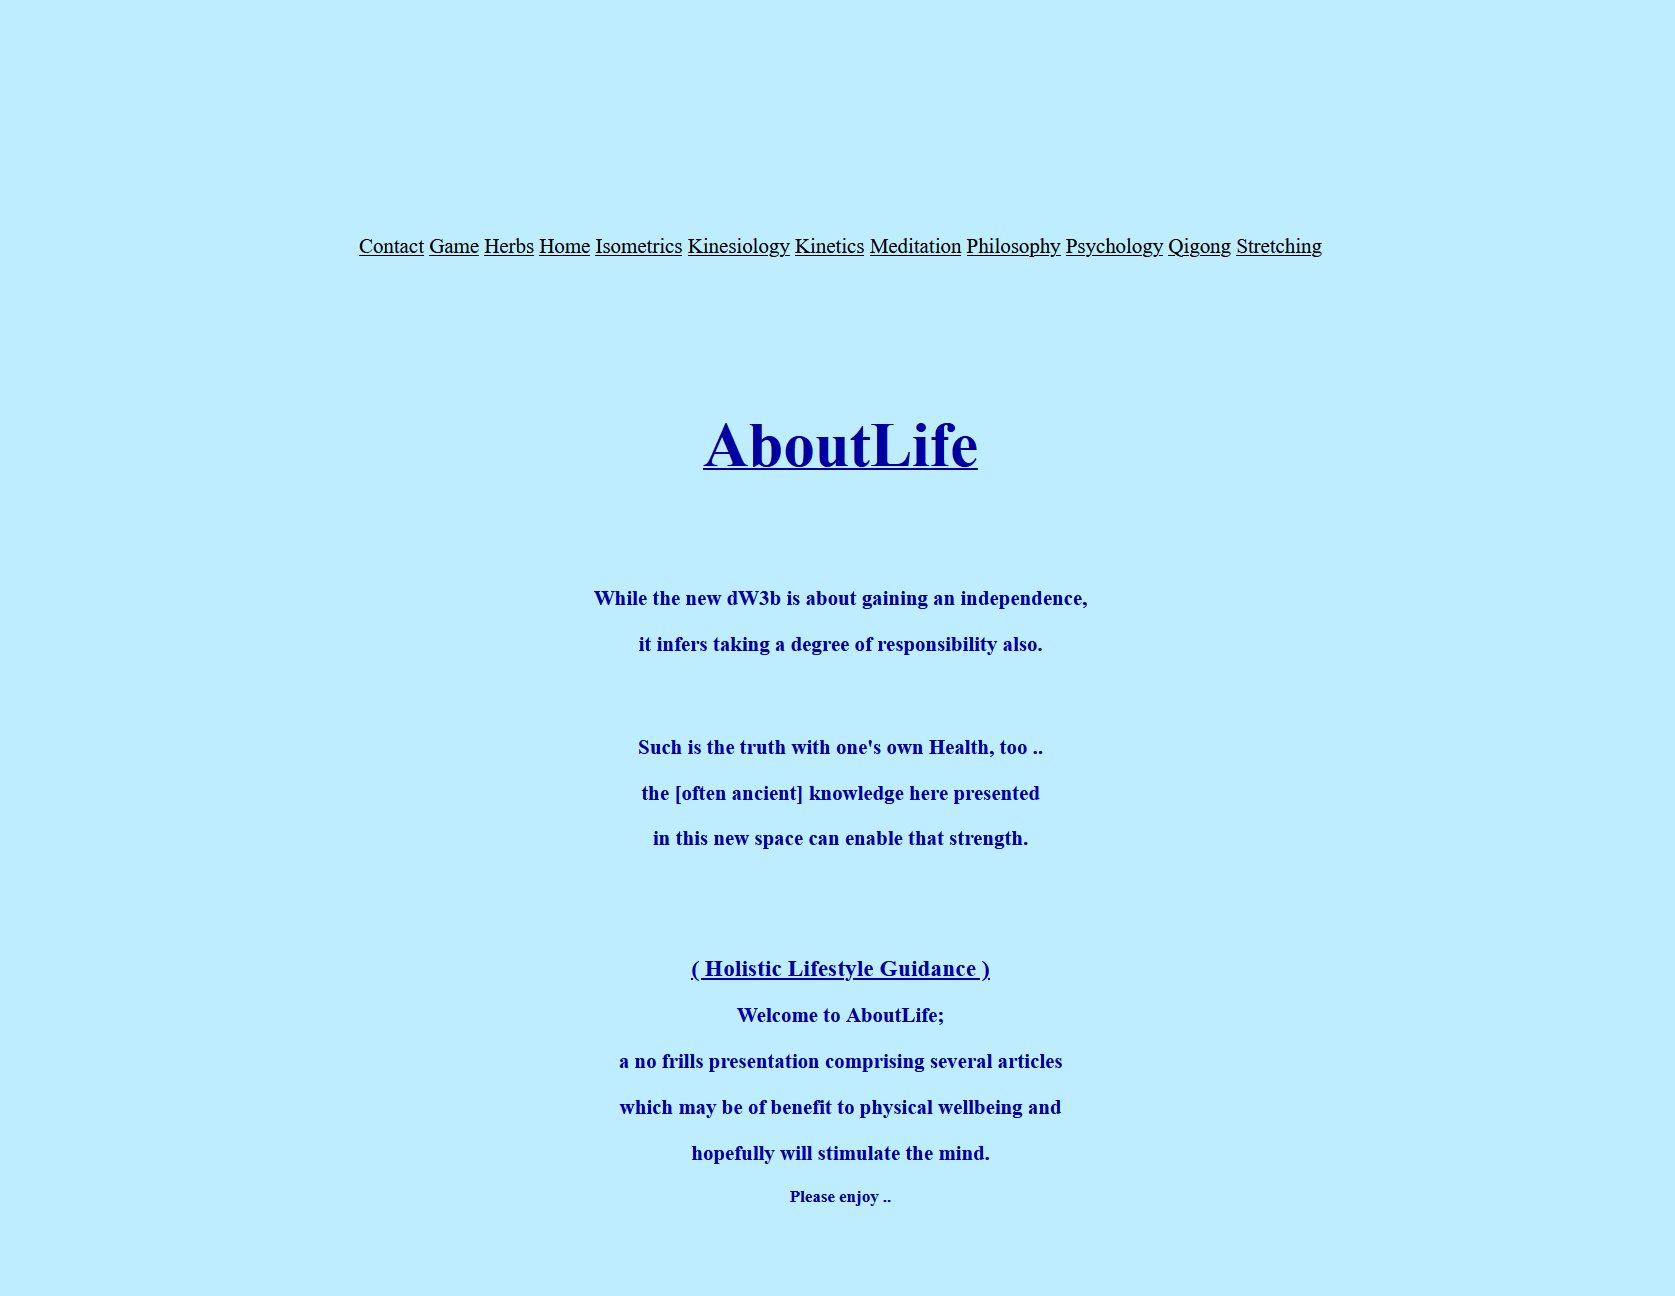 Contact Game Herbs Home Isometrics Kinesiology Kinetics Meditation Philosophy Psychology Qigong Stretching
AboutLife
While the new dW3b is about gaining an independence,
it infers taking a degree of responsibility also.
Such is the truth with one's own Health, too ..
the [often ancient] knowledge here presented
in this new space can enable that strength.
( Holistic Lifestyle Guidance )
Welcome to AboutLife;
a no frills presentation comprising several articles
which may be of benefit to physical wellbeing and
hopefully will stimulate the mind.
Please enjoy ..